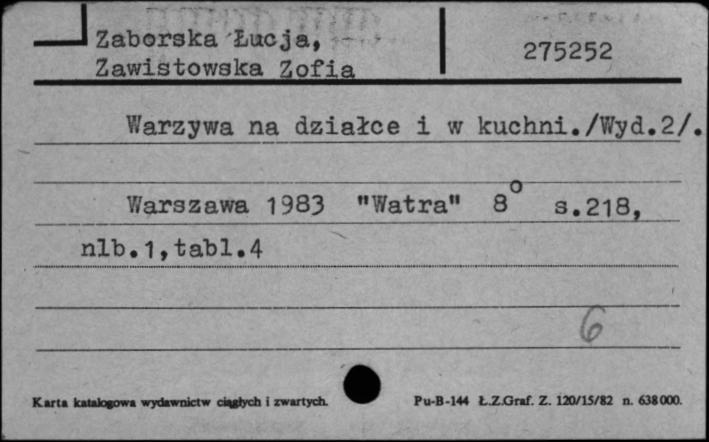 Zaborska Łucja,
275252
Zawistowska Zofia
Warzywa na działce i w kuchni./Wyd.2/.
Warszawa 1983 "Watra" 8° s.218,
nlb.1,tabl.4
6
Karta katalogowa wydawnictw ciągłych i zwartych.
Pu-B-144 Ł.Z.Graf. Z. 120/15/82 n. 638000.